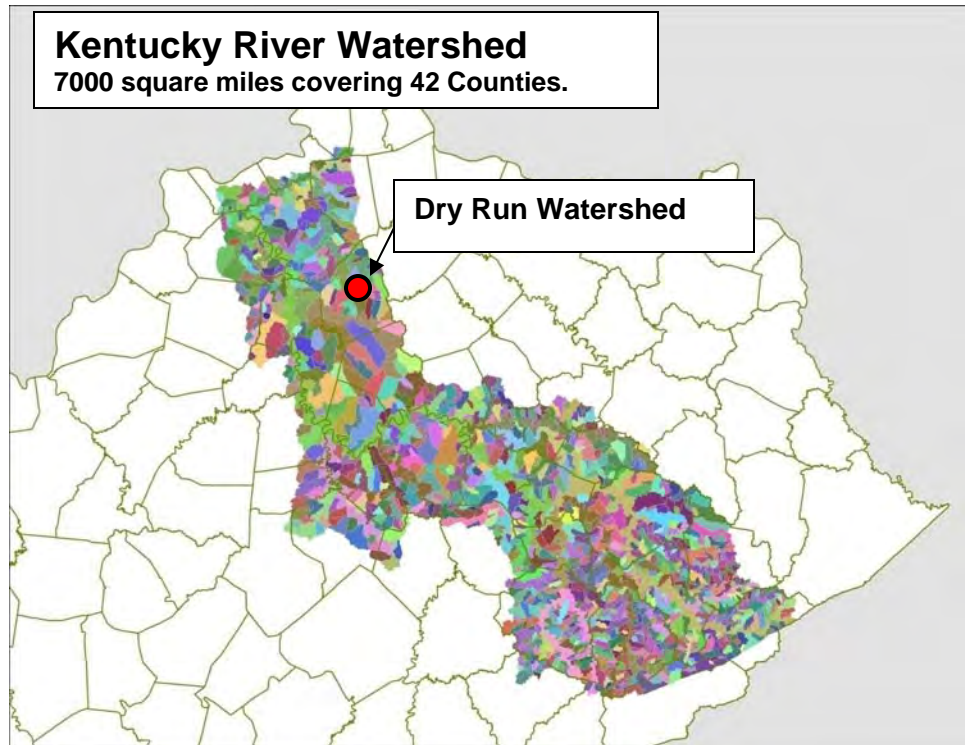 Kentucky River Watershed
7000 square miles covering 42 Counties.
Dry Run Watershed